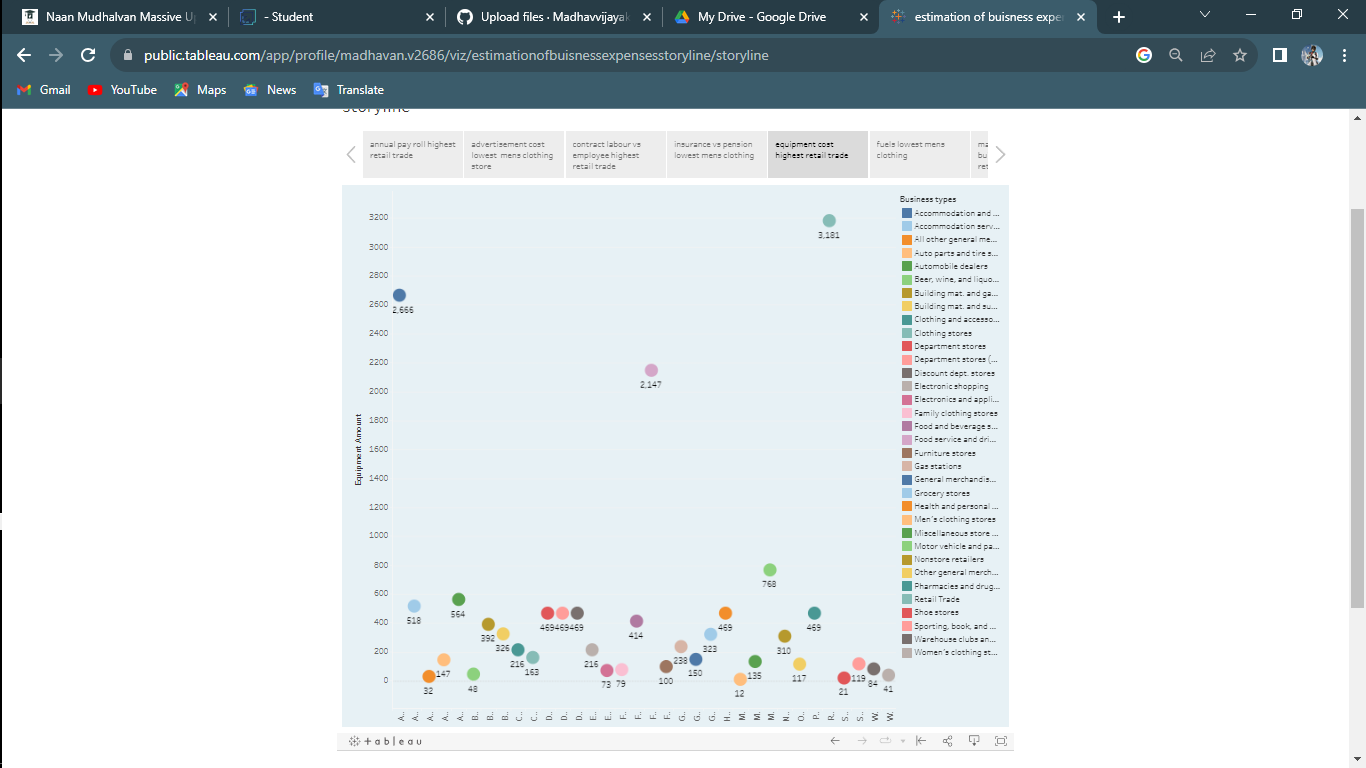 Naan Mudhalvan Massive U
- Student
Upload files · Madhavvijayak
My Drive - Google Drive
estimation of buisness expe
public.tableau.com/app/profile/madhavan.v2686/viz/estimationofbuisnessexpensesstoryline/storyline
Gmail
YouTube
Maps
News
Translate
storyline
annual pay roll highest
retail trade
advertisement cost
lowest mens clothing
store
contract labour vs
employee highest
retail trade
insurance vs pension
lowest mens clothing
equipment cost
highest retail trade
fuels lowest mens
clothing
ma
bu
ret
Equipment Amount
3200
3000
2800
2600
2400
2200
2000
1800
1600
1400
1200
1000
800
600
400
200
0
2,666
518
32
147
564
48
392
326
216
163
469
469
469
216
73
79
414
2,147
100
238
150
323
469
12
135
768
310
117
469
3,181
21
119
84
41
A..
A..
A..
A..
A..
B..
B..
B..
C..
C..
D..
D..
D..
E..
E..
F..
F..
F..
F..
G..
G..
G..
H..
M..
M..
M..
N..
O..
P..
R..
S..
S..
W..
W..
Business types
Accommodation and ...
Accommodation serv...
All other general me...
Auto parts and tire s...
Automobile dealers
Beer, wine, and liquo...
Building mat. and ga...
Building mat. and su...
Clothing and accesso...
Clothing stores
Department stores
Department stores (...
Discount dept. stores
Electronic shopping
Electronics and appli...
Family clothing stores
Food and beverage s...
Food service and dri...
Furniture stores
Gas stations
General merchandis...
Grocery stores
Health and personal ...
Men's clothing stores
Miscellaneous store ...
Motor vehicle and pa...
Nonstore retailers
Other general merch...
Pharmacies and drug...
Retail Trade
Shoe stores
Sporting, book, and ...
Warehouse clubs an...
Women's clothing st...
+ableau